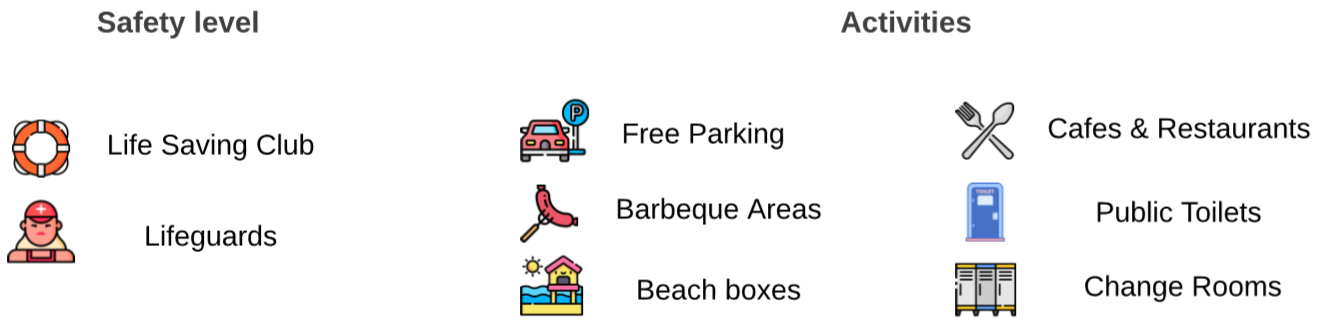 Safety level
Activities
Life Saving Club
Lifeguards
P
Free Parking
Barbeque Areas
Beach boxes
Cafes & Restaurants
TOILET
Public Toilets
Change Rooms